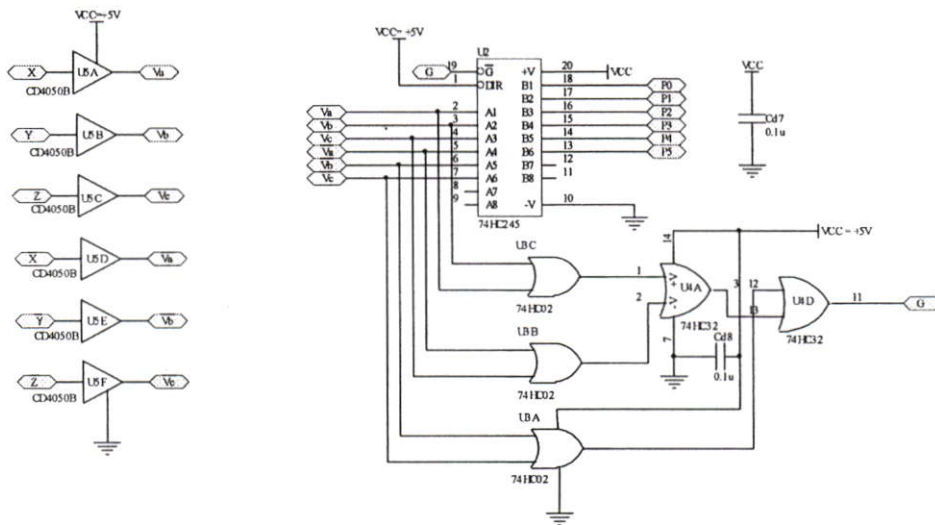 VCC=+5V
X U5A Va
CD4050B
Y U5B Vb
CD4050B
Z U5C Vc
CD4050B
X U5D Va
CD4050B
Y U5E Vb
CD4050B
Z U5F Vc
CD4050B
VCC=+5V
U2
G 19 G +V 20 VCC
1 DIR B1 18 P0
B2 17 P1
Va 2 A1 B3 16 P2
Vb 3 A2 B4 15 P3
Vc 4 A3 B5 14 P4
Va 5 A4 B6 13 P5
Vb 6 A5 B7 12
Vc 7 A6 B8 11
8 A7
9 A8 -V 10
74HC245
VCC
Cd7
0.1u
U3C
74HC02
U3B
74HC02
U3A
74HC02
14
VCC=+5V
1 +V U4A 3
2 -V
74HC32
7
Cd8
0.1u
12 U4D 11 G
13
74HC32